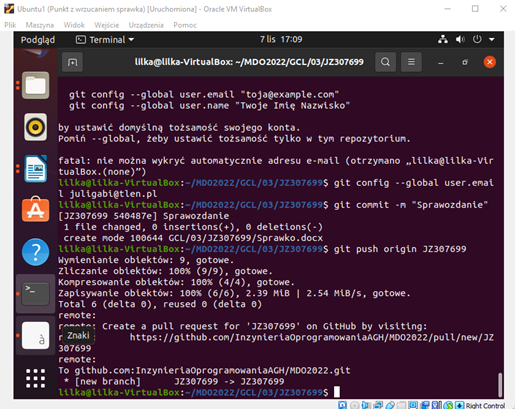 Ubuntu1 (Punkt z wrzucaniem sprawka) [Uruchomiona] - Oracle VM VirtualBox
Plik Maszyna Widok Wejście Urządzenia Pomoc
Podgląd Terminal 7 lis 17:09
lilka@lilka-VirtualBox: ~/MDO2022/GCL/03/JZ307699
git config --global user.email "toja@example.com"
git config --global user.name "Twoje Imię Nazwisko"
by ustawić domyślną tożsamość swojego konta.
Pomiń --global, żeby ustawić tożsamość tylko w tym repozytorium.
fatal: nie można wykryć automatycznie adresu e-mail (otrzymano „lilka@lilka-Vir
tualBox.(none)”)
lilka@lilka-VirtualBox:~/MDO2022/GCL/03/JZ307699$ git config --global user.emai
l juligabi@tlen.pl
lilka@lilka-VirtualBox:~/MDO2022/GCL/03/JZ307699$ git commit -m "Sprawozdanie"
[JZ307699 540487e] Sprawozdanie
1 file changed, 0 insertions(+), 0 deletions(-)
create mode 100644 GCL/03/JZ307699/Sprawko.docx
lilka@lilka-VirtualBox:~/MDO2022/GCL/03/JZ307699$ git push origin JZ307699
Wymienianie obiektów: 9, gotowe.
Zliczanie obiektów: 100% (9/9), gotowe.
Kompresowanie obiektów: 100% (4/4), gotowe.
Zapisywanie obiektów: 100% (6/6), 2.39 MiB | 2.54 MiB/s, gotowe.
Total 6 (delta 0), reused 0 (delta 0)
remote:
remote: Create a pull request for 'JZ307699' on GitHub by visiting:
Znaki https://github.com/InzynieriaOprogramowaniaAGH/MDO2022/pull/new/JZ
307699
remote:
To github.com:InzynieriaOprogramowaniaAGH/MDO2022.git
* [new branch] JZ307699 -> JZ307699
lilka@lilka-VirtualBox:~/MDO2022/GCL/03/JZ307699$
Right Control